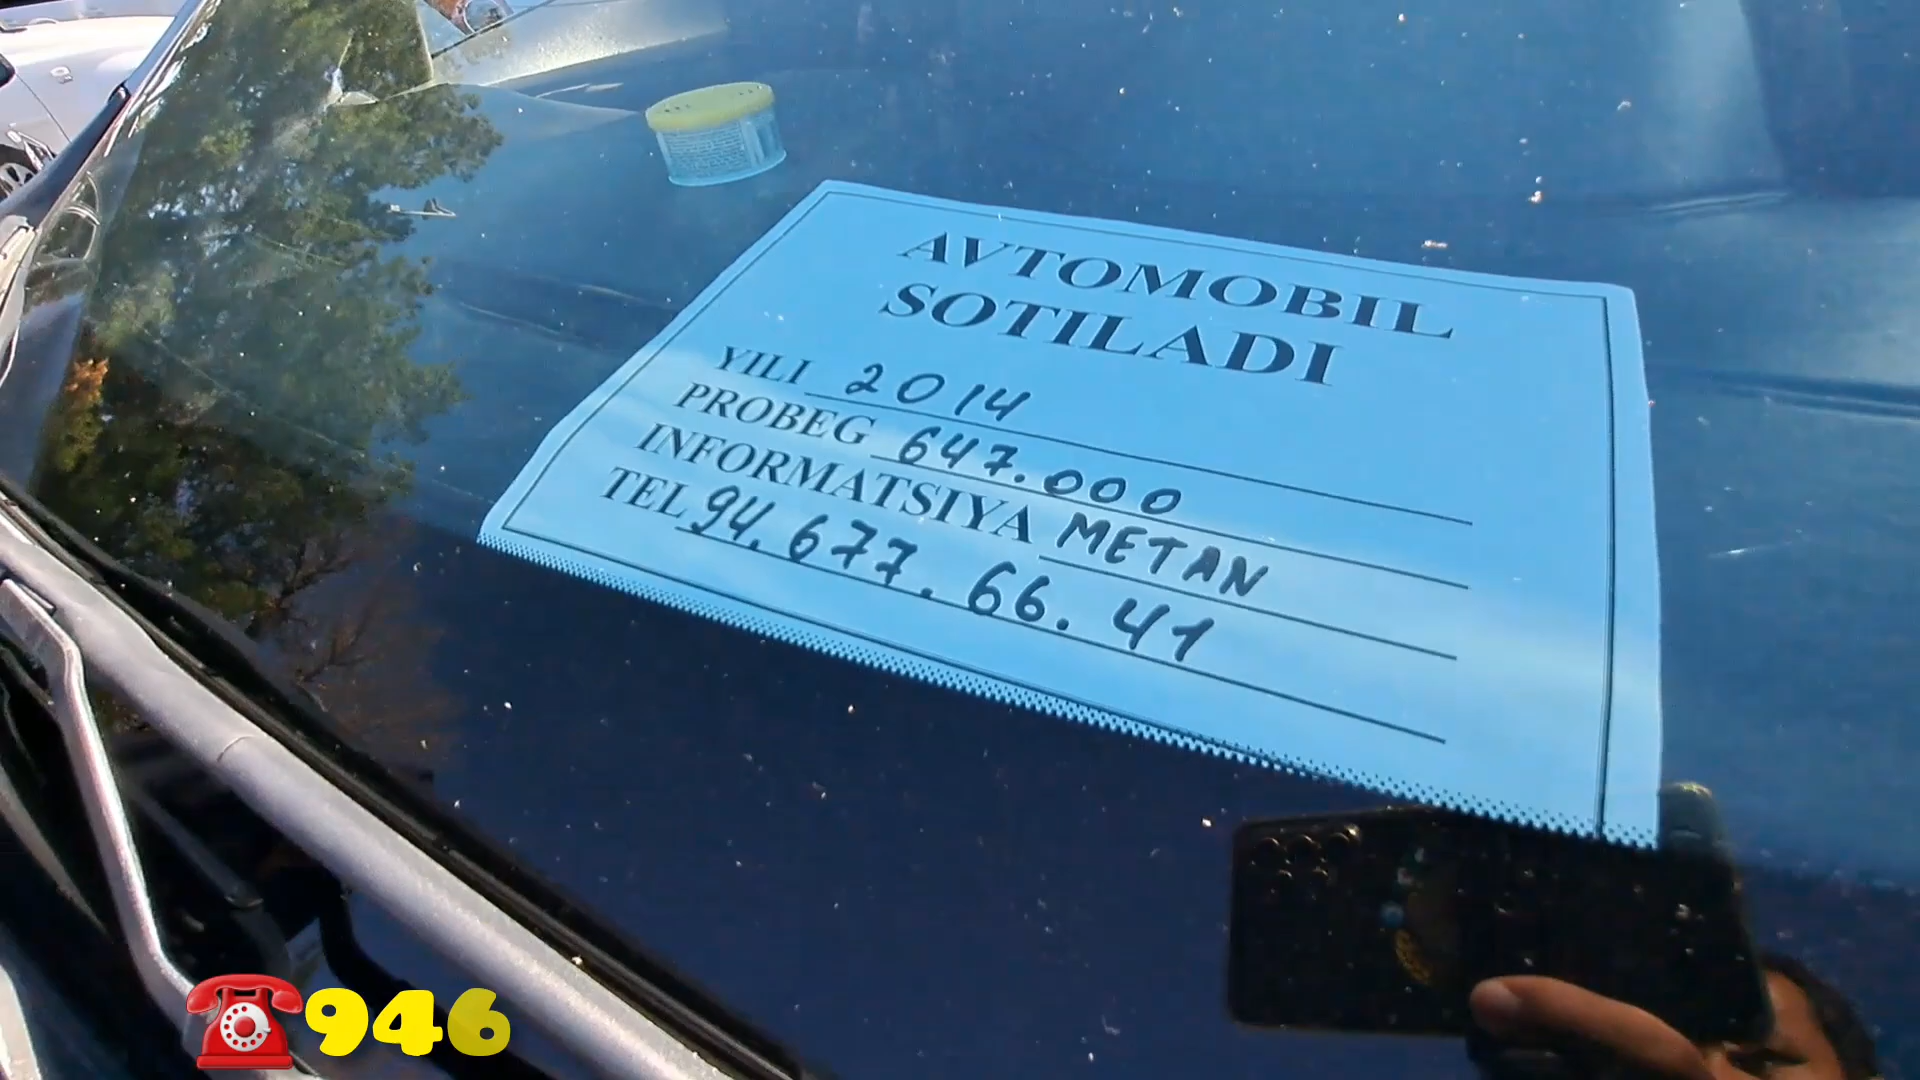 AVTOMOBIL
SOTILADI
YILI 2014
PROBEG 647.000
INFORMATSIYA METAN
TEL 94.677.66.41
946